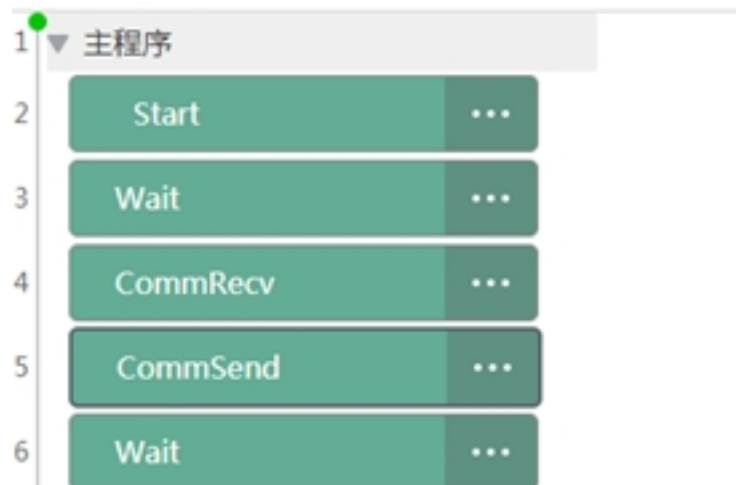 1 主程序
2 Start ...
3 Wait ...
4 CommRecv ...
5 CommSend ...
6 Wait ...